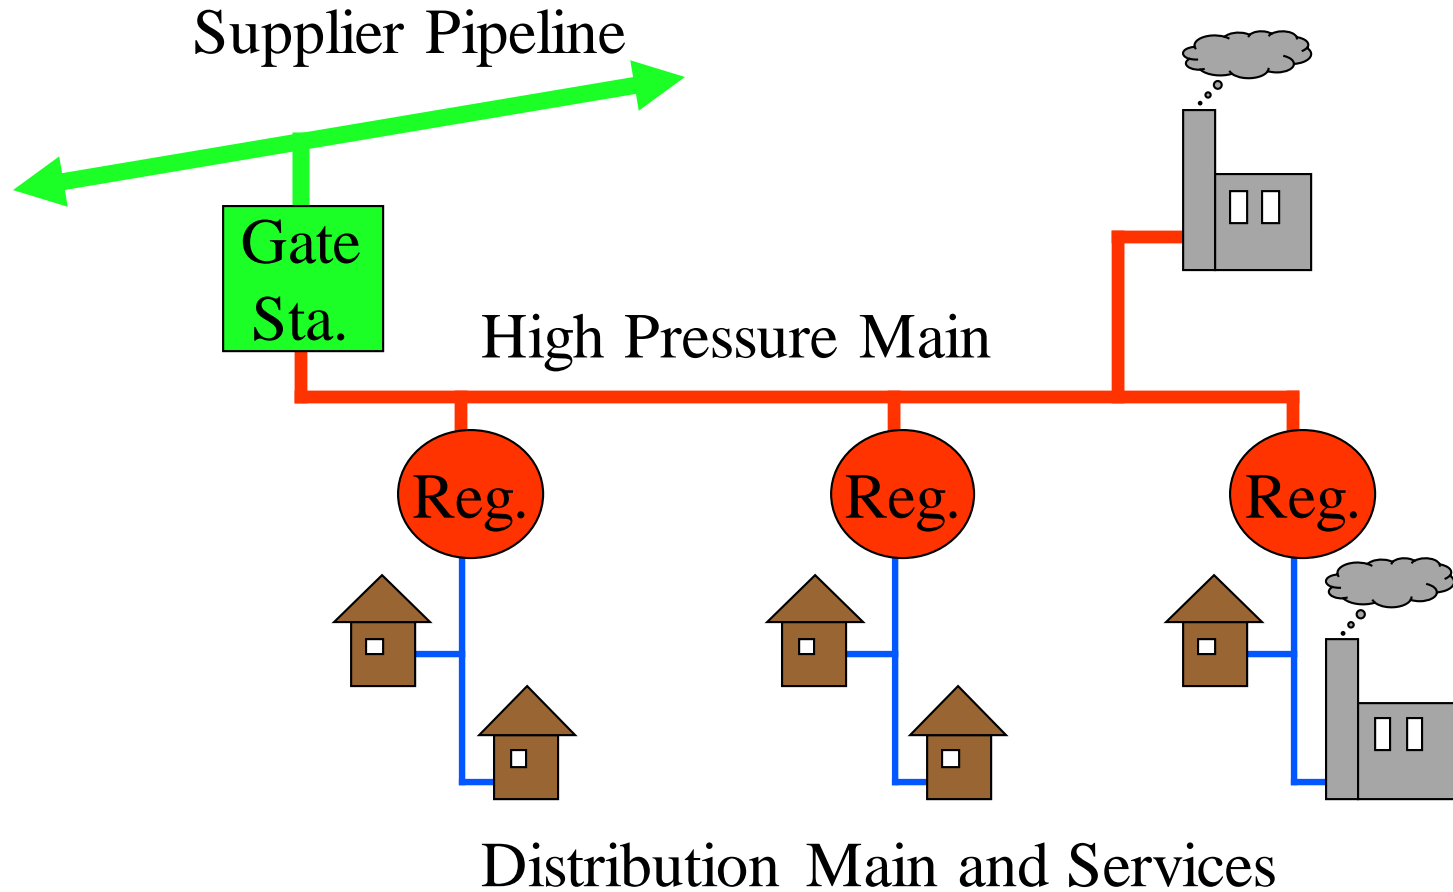 Supplier Pipeline
Gate
Sta.
High Pressure Main
Reg.
Reg.
Reg.
Distribution Main and Services